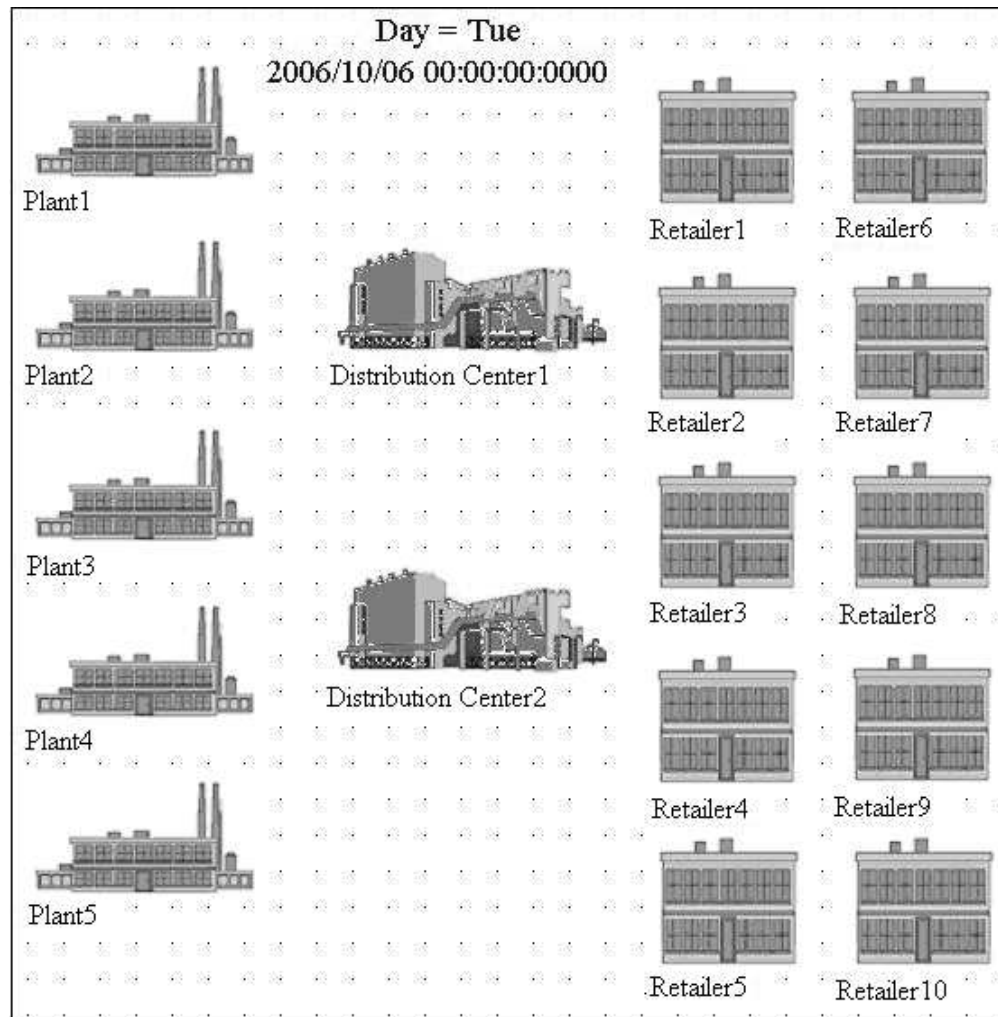 Day = Tue
2006/10/06 00:00:00:0000
Plant1
Plant2
Plant3
Plant4
Plant5
Distribution Center1
Distribution Center2
Retailer1
Retailer6
Retailer2
Retailer7
Retailer3
Retailer8
Retailer4
Retailer9
Retailer5
Retailer10